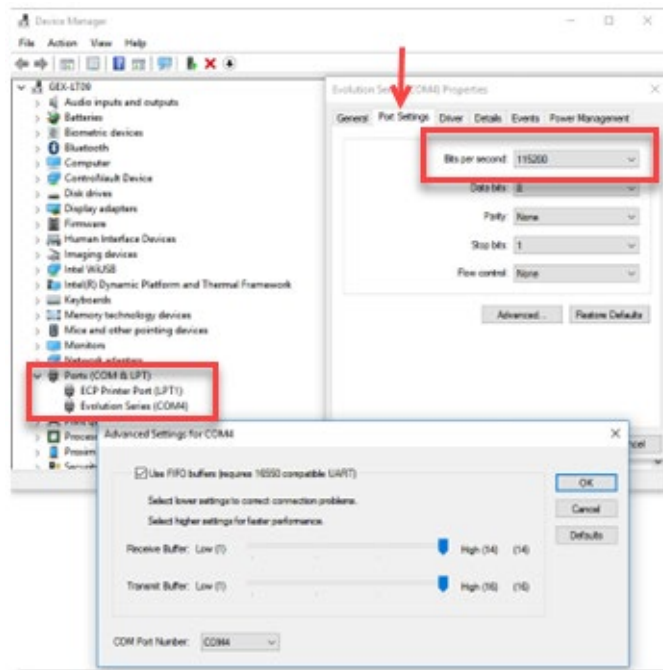 Device Manager
File Action View Help
GEX-LT09
Audio inputs and outputs
Batteries
Biometric devices
Bluetooth
Computer
ControlVault Device
Disk drives
Display adapters
Firmware
Human Interface Devices
Imaging devices
Intel WiUSB
Intel(R) Dynamic Platform and Thermal Framework
Keyboards
Memory technology devices
Mice and other pointing devices
Monitors
Network adapters
Ports (COM & LPT)
ECP Printer Port (LPT1)
Evolution Series (COM4)
Evolution Series (COM4) Properties
General Port Settings Driver Details Events Power Management
Bits per second: 115200
Data bits: 8
Parity: None
Stop bits: 1
Flow control: None
Advanced... Restore Defaults
Advanced Settings for COM4
Use FIFO buffers (requires 16550 compatible UART)
Select lower settings to correct connection problems.
Select higher settings for faster performance.
Receive Buffer: Low (1) High (14) (14)
Transmit Buffer: Low (1) High (16) (16)
COM Port Number: COM4
OK
Cancel
Defaults